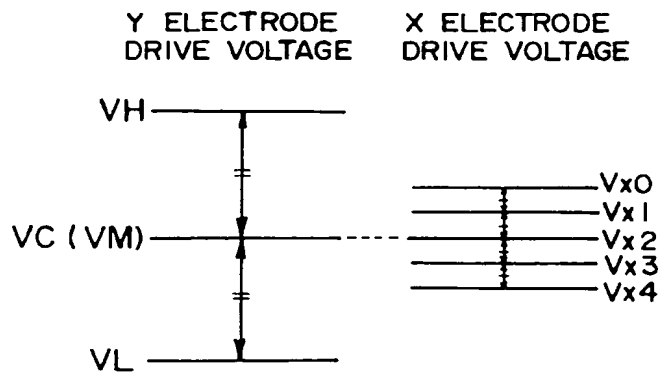 Y ELECTRODE DRIVE VOLTAGE
X ELECTRODE DRIVE VOLTAGE
VH
VC (VM)
VL
Vx0
Vx1
Vx2
Vx3
Vx4